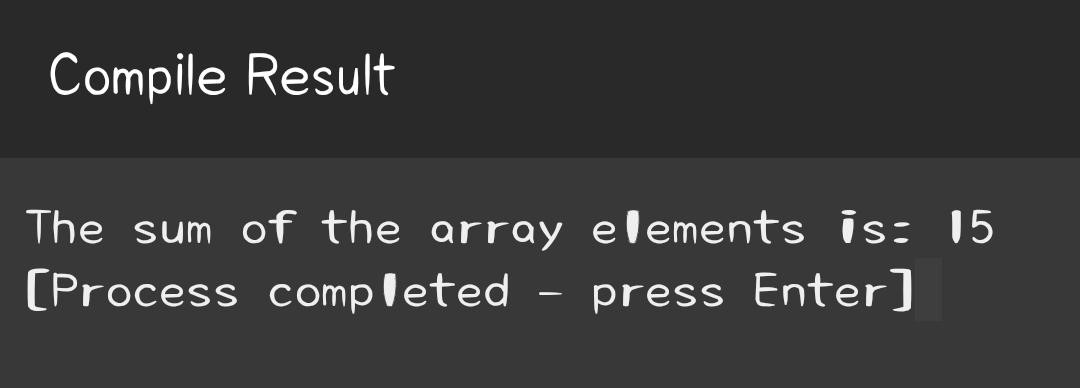 Compile Result
The sum of the array elements is: 15
[Process completed - press Enter]